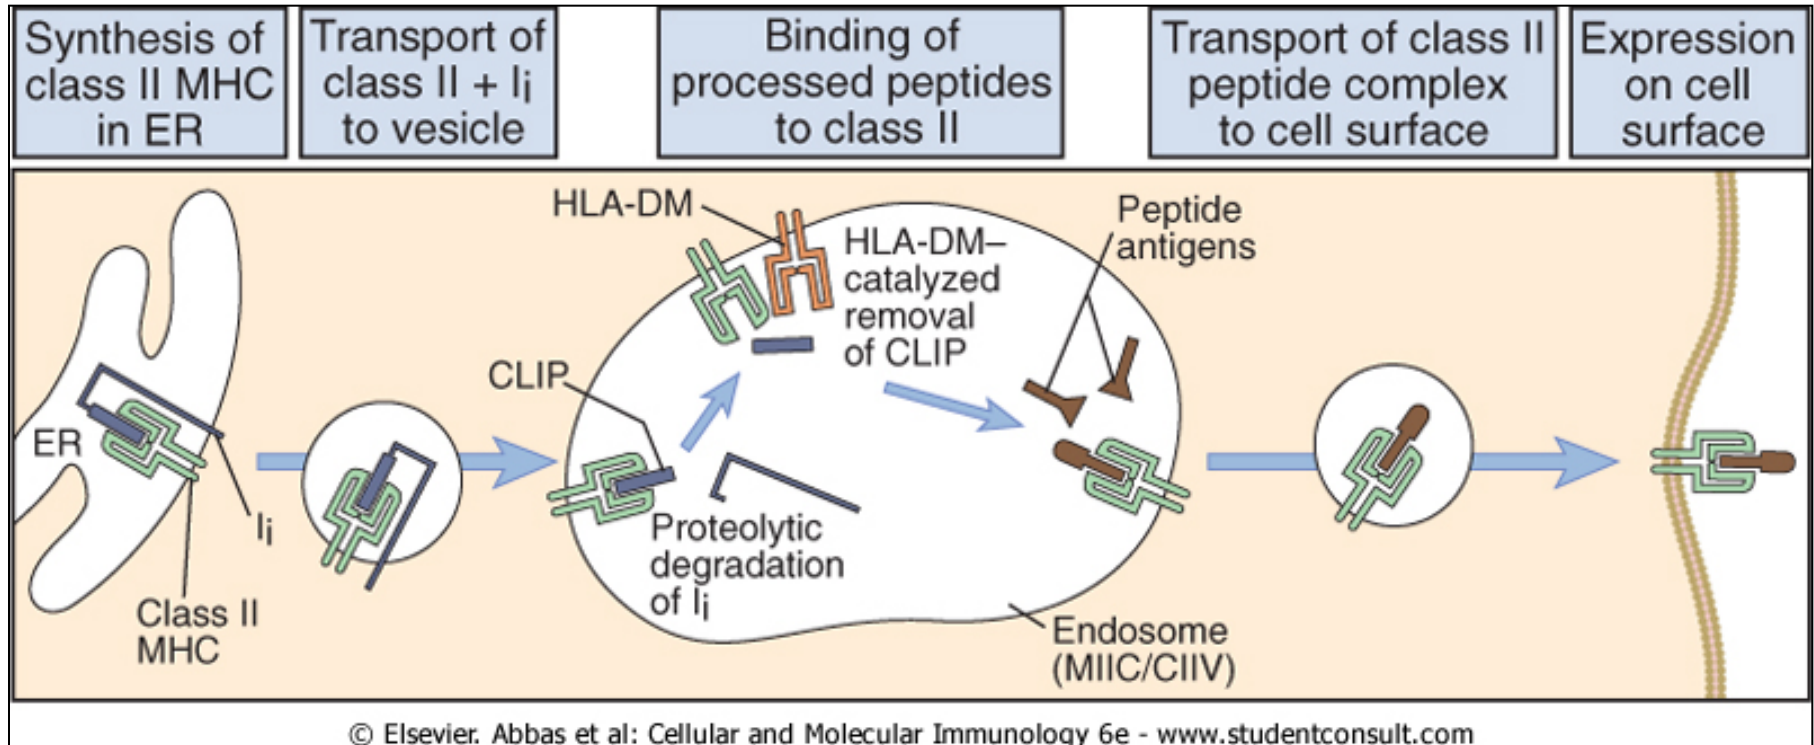 Synthesis of
class II MHC
in ER
Transport of
class II + Ii
to vesicle
Binding of
processed peptides
to class II
Transport of class II
peptide complex
to cell surface
Expression
on cell
surface
HLA-DM
HLA-DM–
catalyzed
removal
of CLIP
Peptide
antigens
CLIP
ER
Ii
Proteolytic
degradation
of Ii
Class II
MHC
Endosome
(MIIC/CIIV)
© Elsevier. Abbas et al: Cellular and Molecular Immunology 6e - www.studentconsult.com